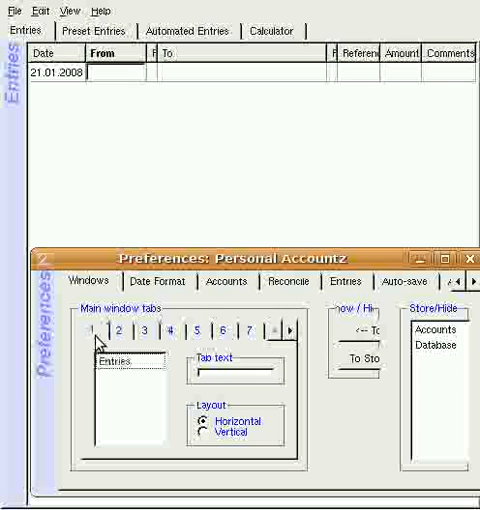 File Edit View Help
Entries Preset Entries Automated Entries Calculator
Entries
Date From F To F Referen Amount Comments
21.01.2008
Preferences: Personal Accountz
Windows Date Format Accounts Reconcile Entries Auto-save
Preferences
Main window tabs
1 2 3 4 5 6 7
Entries
Tab text
Layout
Horizontal
Vertical
<-- To
To Sto
Store/Hide
Accounts
Database